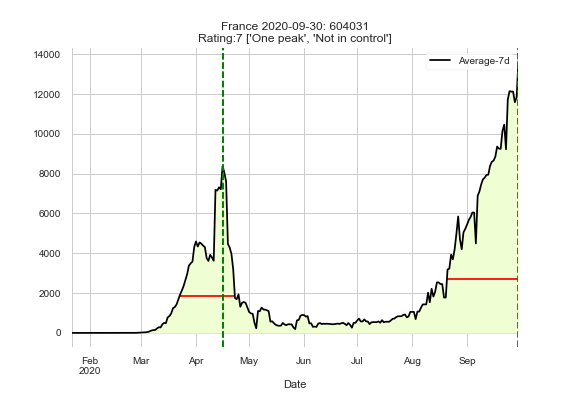 France 2020-09-30: 604031
Rating:7 ['One peak', 'Not in control']
14000
Average-7d
12000
10000
8000
6000
4000
2000
0
Feb Mar Apr May Jun Jul Aug Sep
2020
Date